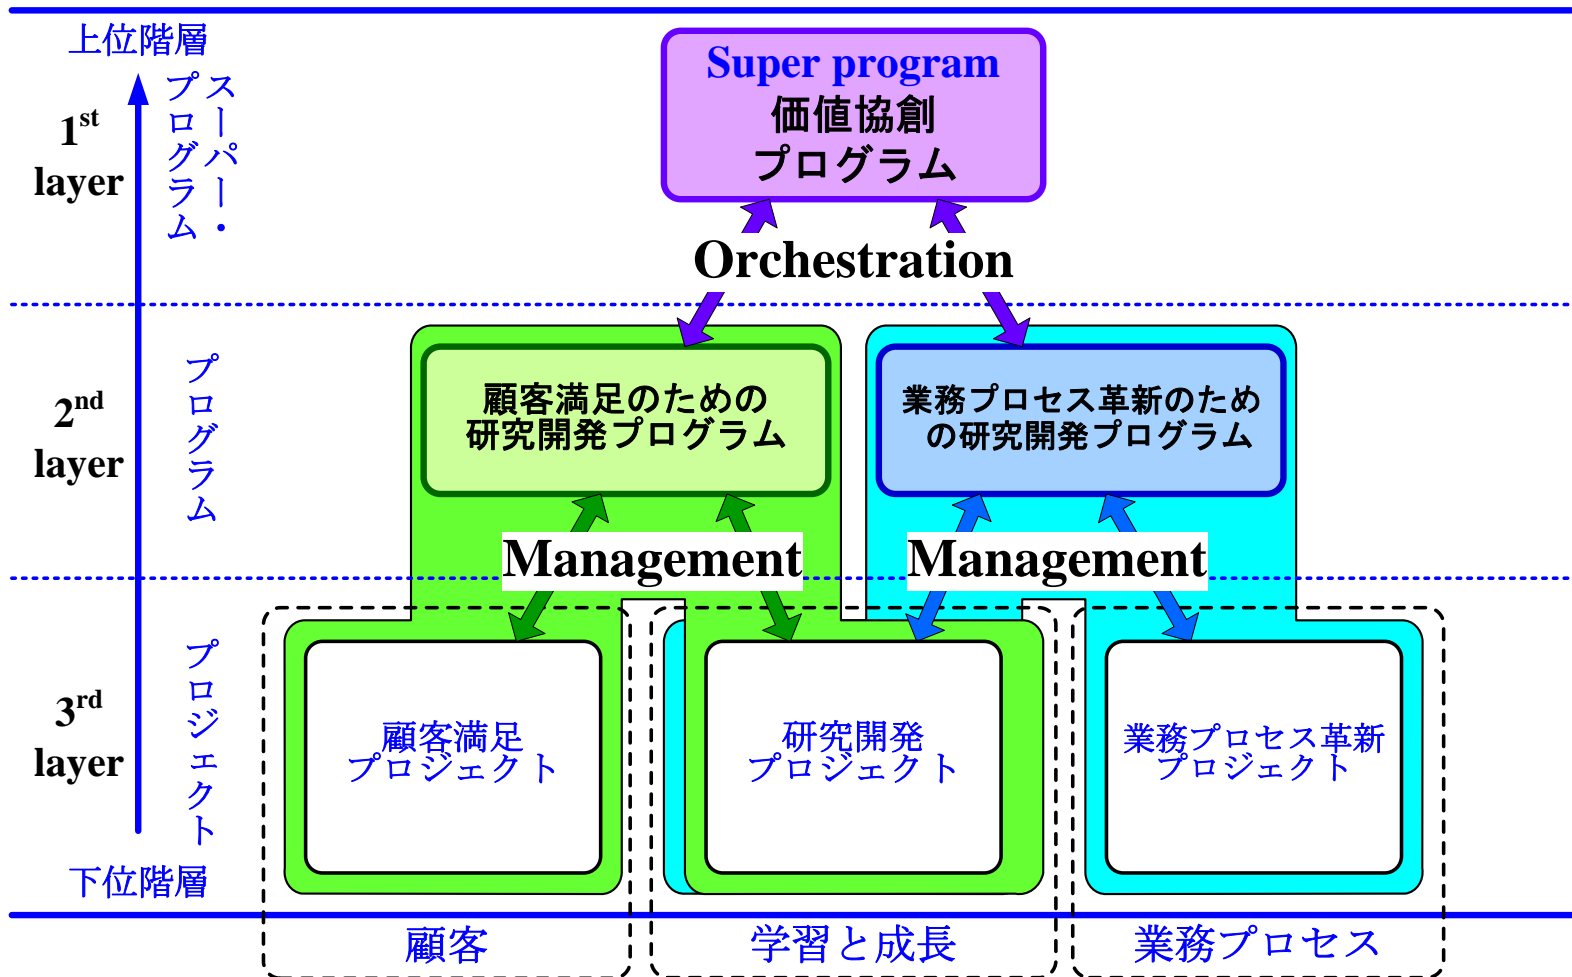 上位階層
1st
layer
スーパー・
プログラム
Super program
価値協創
プログラム
Orchestration
2nd
layer
プログラム
顧客満足のための
研究開発プログラム
業務プロセス革新のため
の研究開発プログラム
Management
Management
3rd
layer
プロジェクト
顧客満足
プロジェクト
研究開発
プロジェクト
業務プロセス革新
プロジェクト
下位階層
顧客
学習と成長
業務プロセス